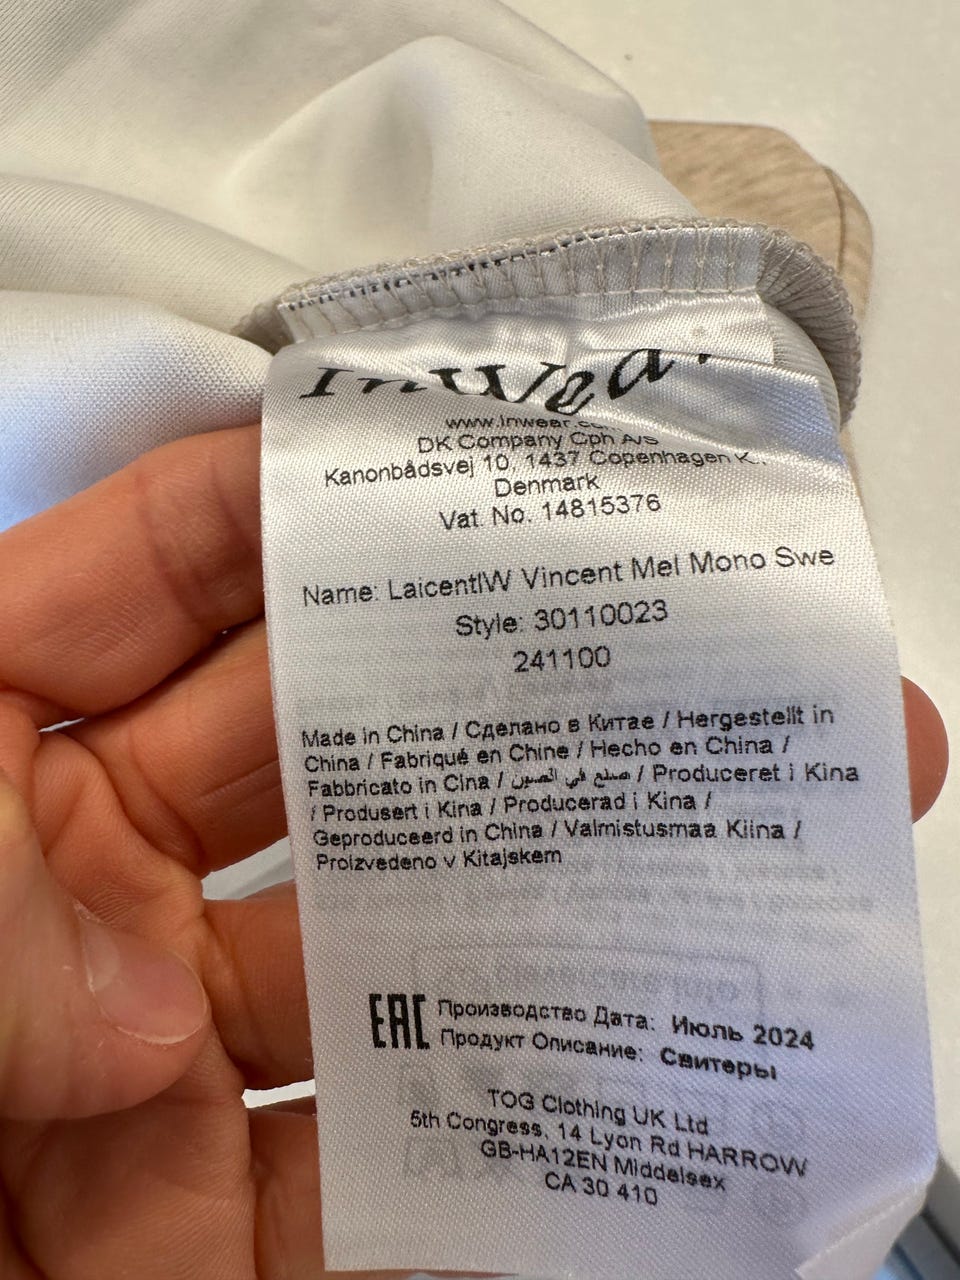 InWear
www.inwear.co
DK Company Cph A/S
Kanonbådsvej 10, 1437 Copenhagen K.
Denmark
Vat. No. 14815376
Name: LaicentIW Vincent Mel Mono Swe
Style: 30110023
241100
Made in China / Сделано в Китае / Hergestellt in
China / Fabriqué en Chine / Hecho en China /
Fabbricato in Cina / صنع في الصين / Produceret i Kina
/ Produsert i Kina / Producerad i Kina /
Geproduceerd in China / Valmistusmaa Kiina /
Proizvedeno v Kitajskem
EAC Производство Дата: Июль 2024
Продукт Описание: Свитеры
TOG Clothing UK Ltd
5th Congress, 14 Lyon Rd HARROW
GB-HA12EN Middelsex
CA 30 410